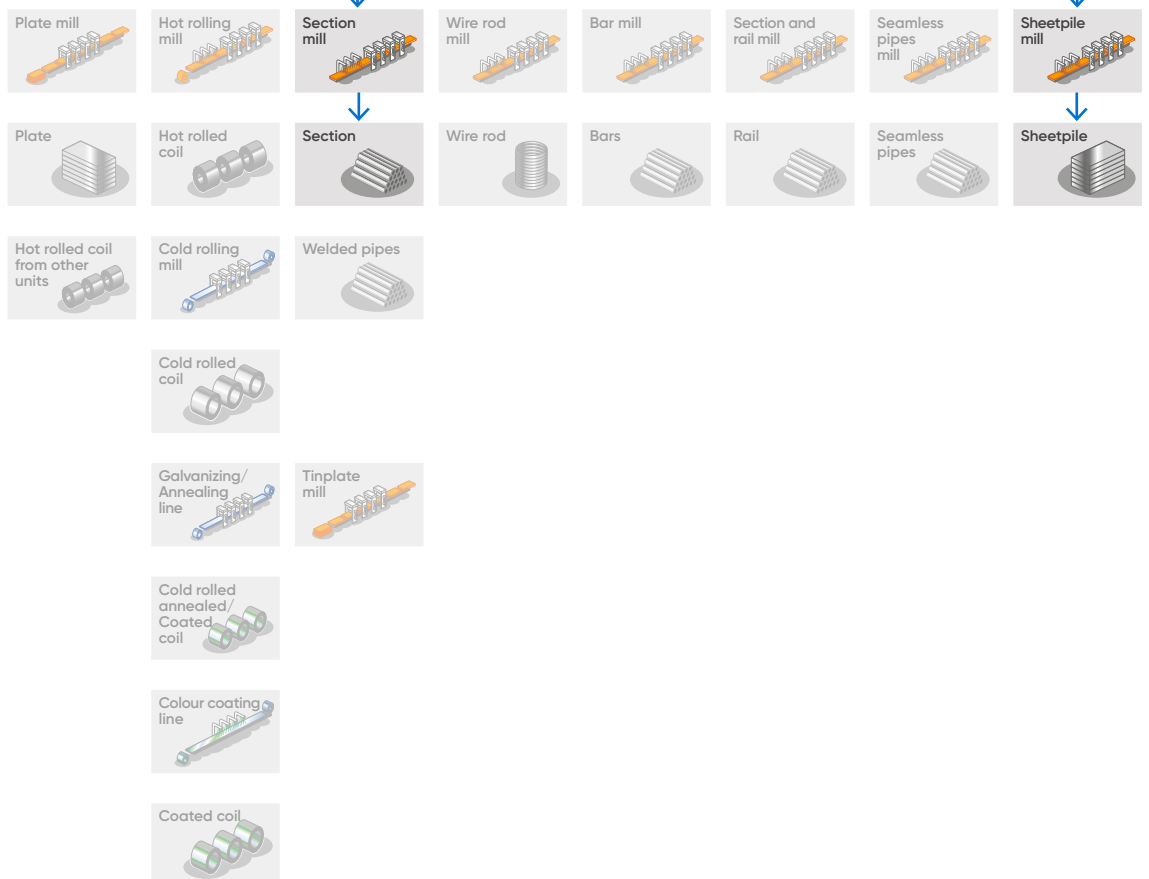 Plate mill
Hot rolling
mill
Section
mill
Wire rod
mill
Bar mill
Section and
rail mill
Seamless
pipes
mill
Sheetpile
mill
Plate
Hot rolled
coil
Section
Wire rod
Bars
Rail
Seamless
pipes
Sheetpile
Hot rolled coil
from other
units
Cold rolling
mill
Welded pipes
Cold rolled
coil
Galvanizing/
Annealing
line
Tinplate
mill
Cold rolled
annealed/
Coated
coil
Colour coating
line
Coated coil